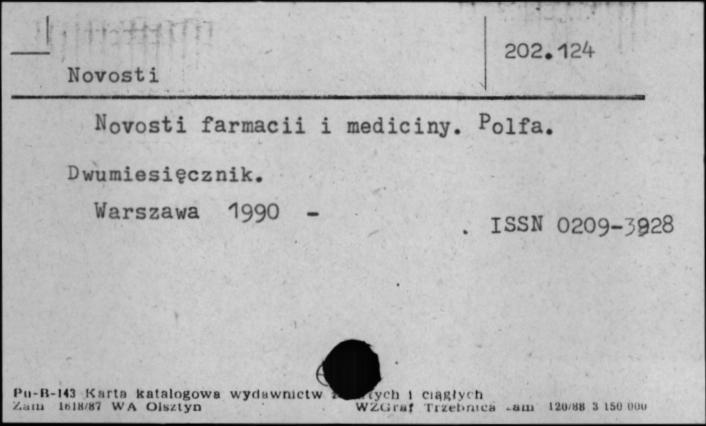 202.124
Novosti
Novosti farmacii i mediciny. Polfa.
Dwumiesięcznik.
Warszawa 1990 -
ISSN 0209-3928
Pu-B-143 Karta katalogowa wydawnictw i ciągłych
Zam 1618/87 WA Olsztyn WZGraf Trzebnica zam 120/88 3 150 000